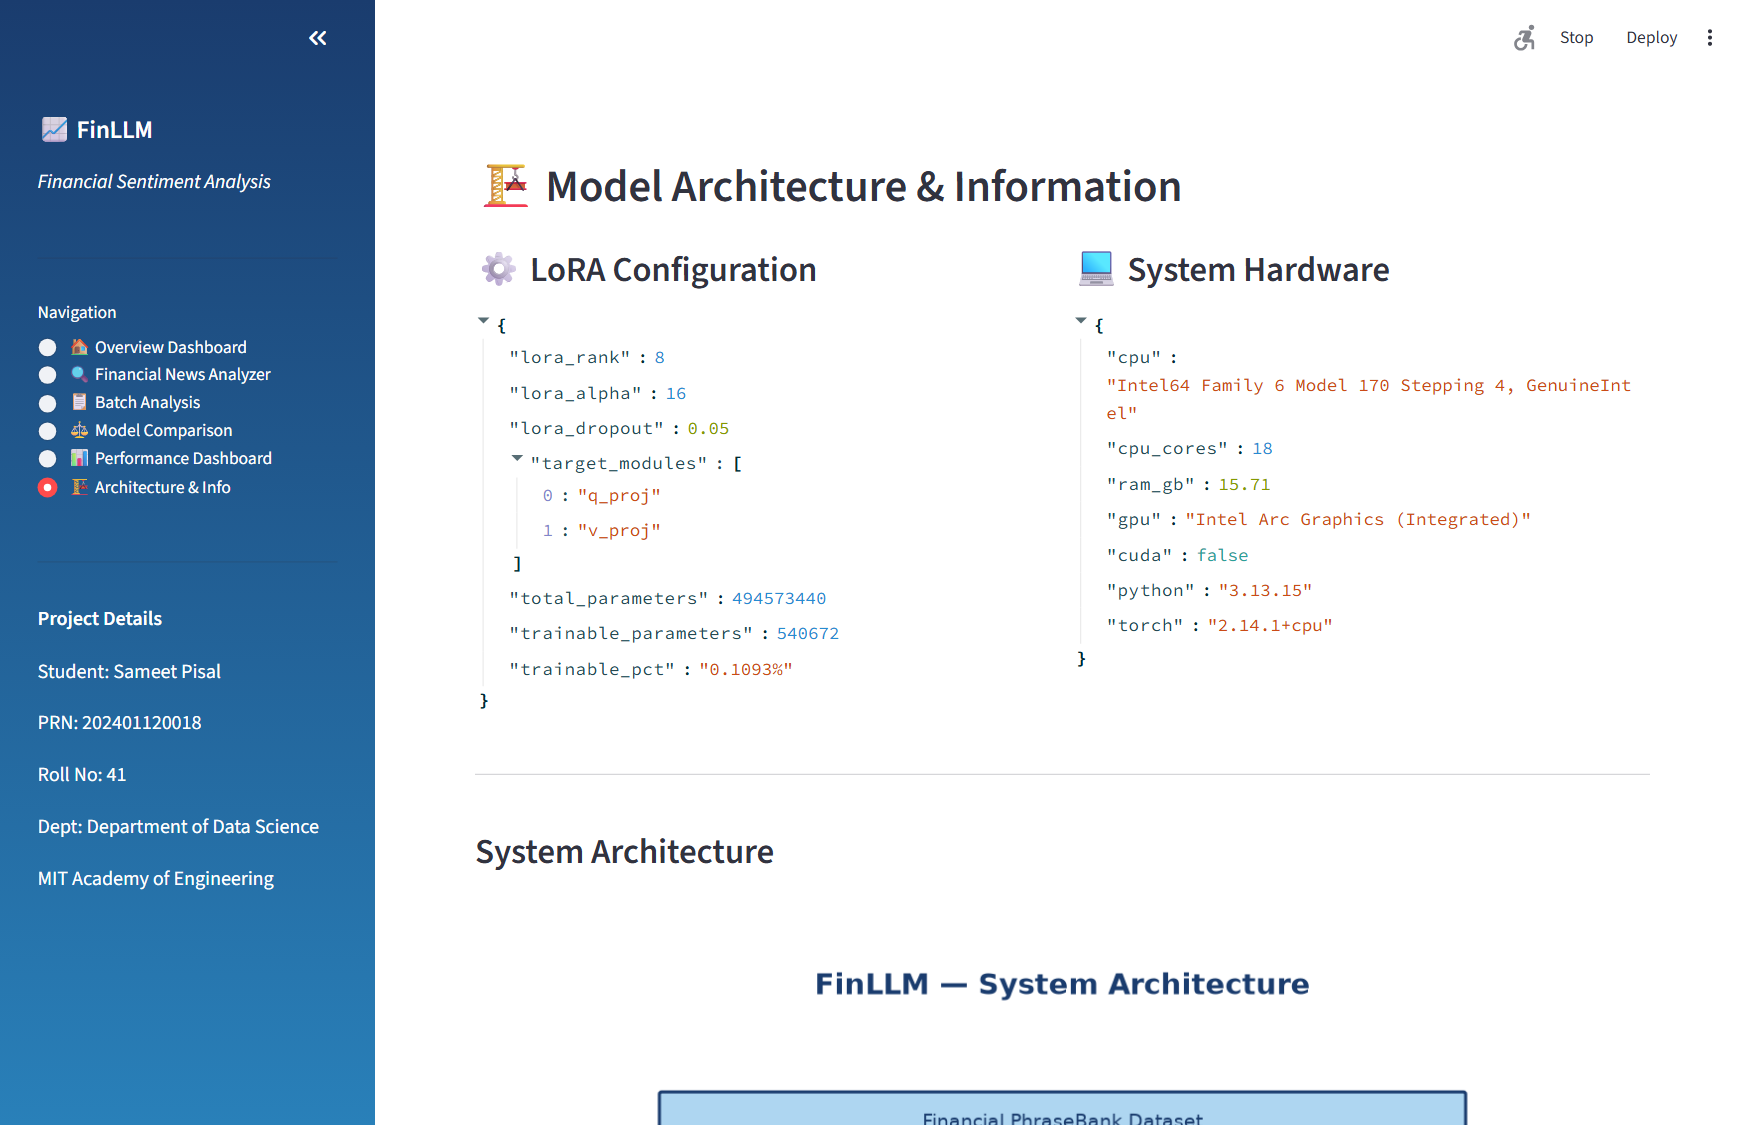 Stop
Deploy
FinLLM
Financial Sentiment Analysis
Navigation
Overview Dashboard
Financial News Analyzer
Batch Analysis
Model Comparison
Performance Dashboard
Architecture & Info
Project Details
Student: Sameet Pisal
PRN: 202401120018
Roll No: 41
Dept: Department of Data Science
MIT Academy of Engineering
Model Architecture & Information
LoRA Configuration
{
"lora_rank" : 8
"lora_alpha" : 16
"lora_dropout" : 0.05
"target_modules" : [
0 : "q_proj"
1 : "v_proj"
]
"total_parameters" : 494573440
"trainable_parameters" : 540672
"trainable_pct" : "0.1093%"
}
System Hardware
{
"cpu" :
"Intel64 Family 6 Model 170 Stepping 4, GenuineInt
el"
"cpu_cores" : 18
"ram_gb" : 15.71
"gpu" : "Intel Arc Graphics (Integrated)"
"cuda" : false
"python" : "3.13.15"
"torch" : "2.14.1+cpu"
}
System Architecture
FinLLM — System Architecture
Financial PhraseBank Dataset